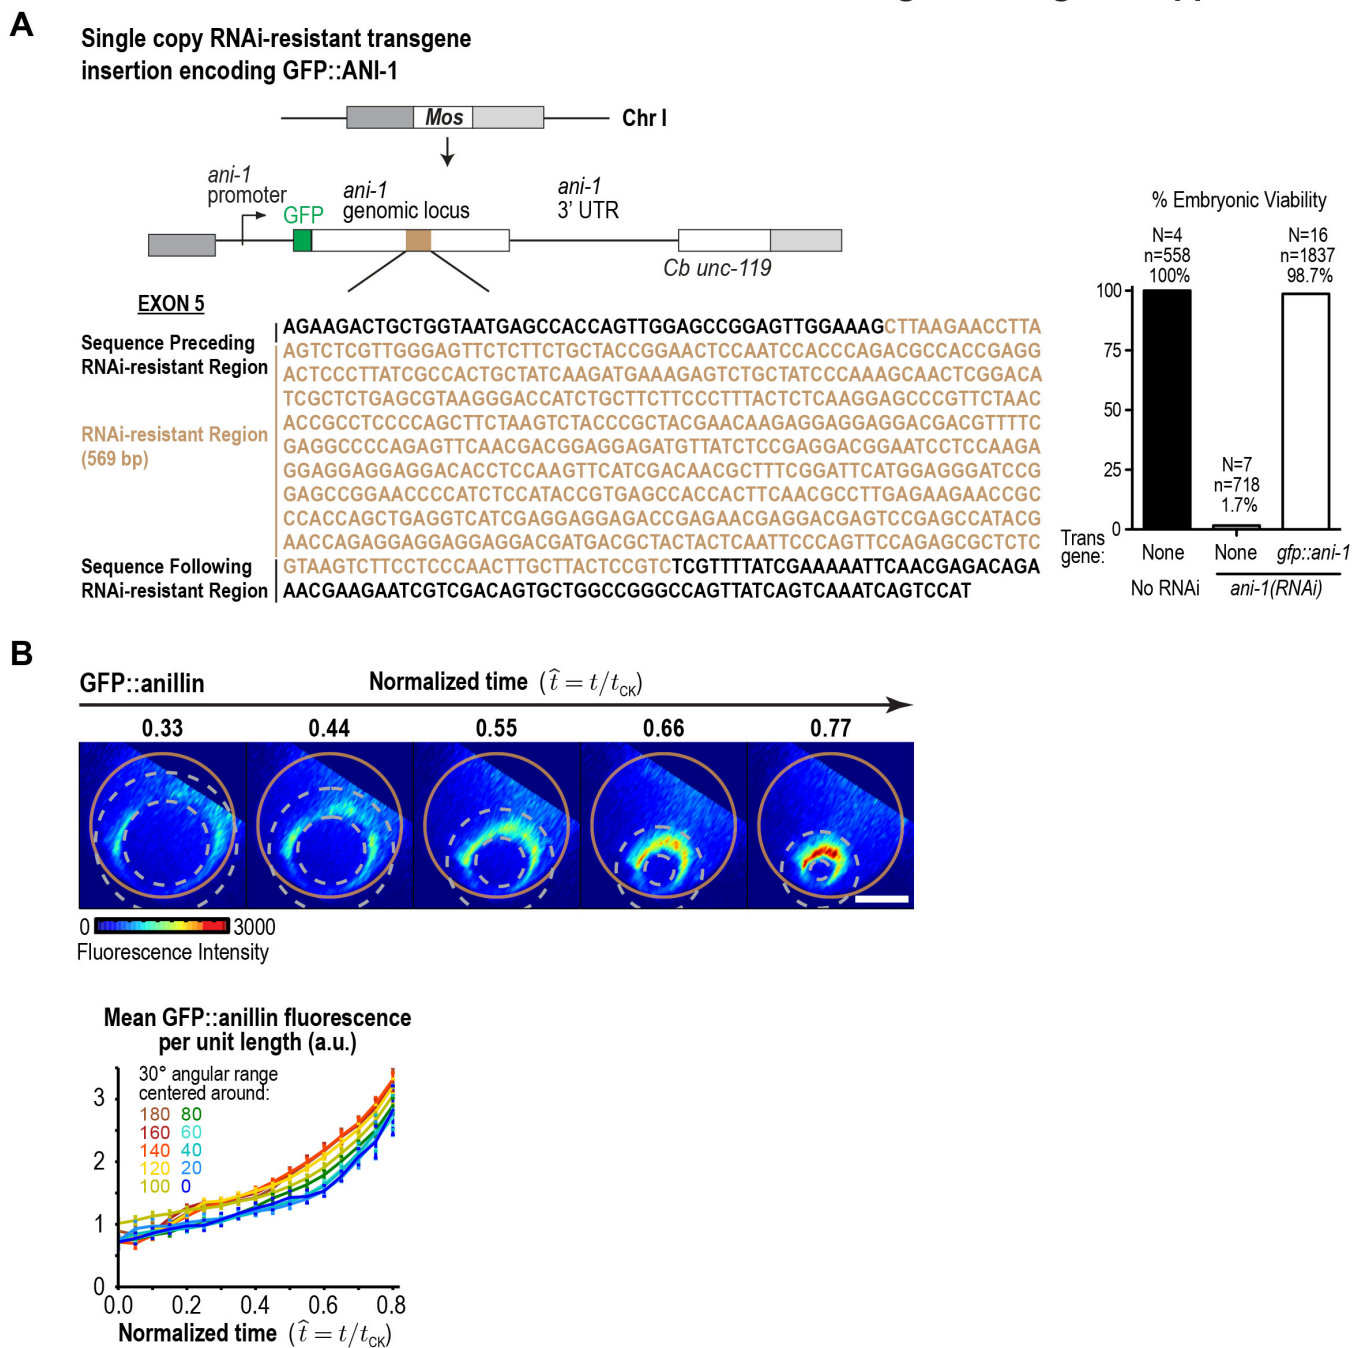 A
Single copy RNAi-resistant transgene
insertion encoding GFP::ANI-1
Mos
Chr I
ani-1
promoter
GFP
ani-1
genomic locus
ani-1
3' UTR
Cb unc-119
EXON 5
Sequence Preceding
RNAi-resistant Region
RNAi-resistant Region
(569 bp)
Sequence Following
RNAi-resistant Region
AGAAGACTGCTGGTAATGAGCCACCAGTTGGAGCCGGAGTTGGAAAGCTTAAGAACCTTA
AGTCTCGTTGGGAGTTCTCTTCTGCTACCGGAACTCCAATCCACCCAGACGCCACCGAGG
ACTCCCTTATCGCCACTGCTATCAAGATGAAAGAGTCTGCTATCCCAAAGCAACTCGGACA
TCGCTCTGAGCGTAAGGGACCATCTGCTTCTTCCCTTTACTCTCAAGGAGCCCGTTCTAAC
ACCGCCTCCCCAGCTTCTAAGTCTACCCGCTACGAACAAGAGGAGGAGGACGACGTTTTC
GAGGCCCCAGAGTTCAACGACGGAGGAGATGTTATCTCCGAGGACGGAATCCTCCAAGA
GGAGGAGGAGGACACCTCCAAGTTCATCGACAACGCTTTCGGATTCATGGAGGGATCCG
GAGCCGGAACCCCATCTCCATACCGTGAGCCACCACTTCAACGCCTTGAGAAGAACCGC
CCACCAGCTGAGGTCATCGAGGAGGAGACCGAGAACGAGGACGAGTCCGAGCCATACG
AACCAGAGGAGGAGGAGGACGATGACGCTACTACTCAATTCCCAGTTCCAGAGCGCTCTC
GTAAGTCTTCCTCCCAACTTGCTTACTCCGTCTCGTTTTATCGAAAAATTCAACGAGACAGA
AACGAAGAATCGTCGACAGTGCTGGCCGGGCCAGTTATCAGTCAAATCAGTCCAT
% Embryonic Viability
N=4
n=558
100%
N=7
n=718
1.7%
N=16
n=1837
98.7%
100
75
50
25
0
Trans
gene:
None
None
gfp::ani-1
No RNAi
ani-1(RNAi)
B
GFP::anillin
Normalized time (t̂ = t/tCK)
0.33 0.44 0.55 0.66 0.77
0 3000
Fluorescence Intensity
Mean GFP::anillin fluorescence
per unit length (a.u.)
30° angular range
centered around:
180 80
160 60
140 40
120 20
100 0
3
2
1
0
0.0 0.2 0.4 0.6 0.8
Normalized time (t̂ = t/tCK)